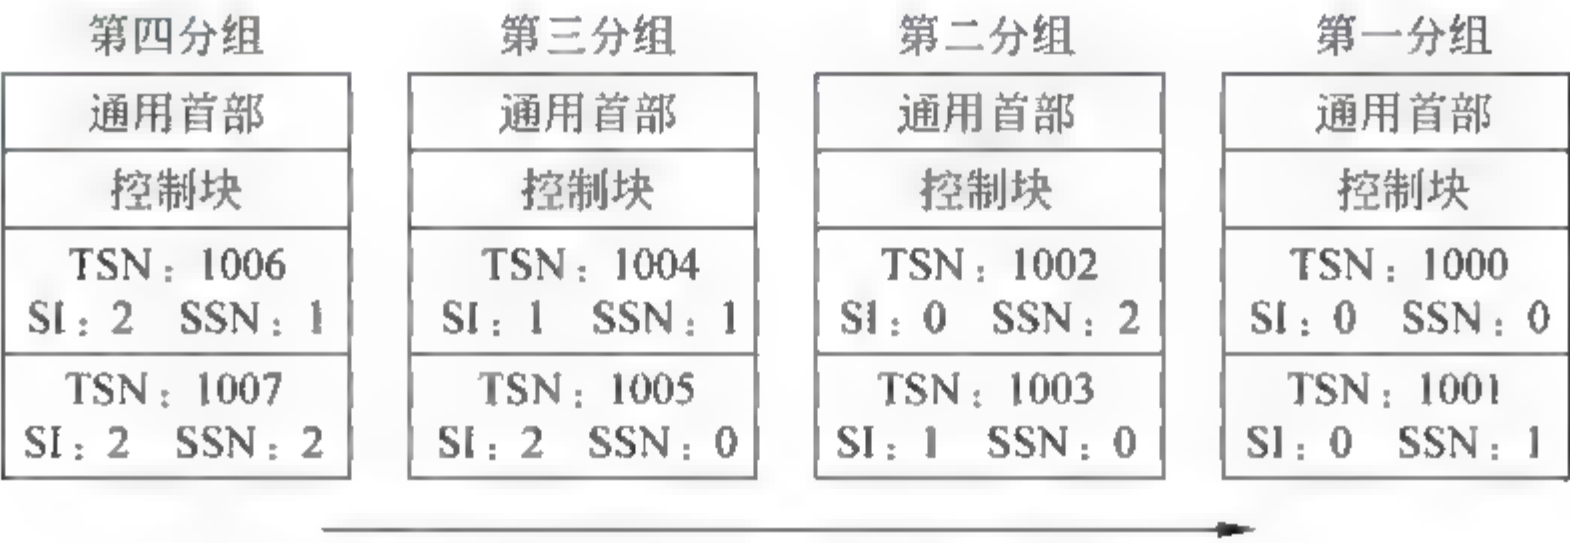 第四分组
通用首部
控制块
TSN：1006
SI：2 SSN：1
TSN：1007
SI：2 SSN：2
第三分组
通用首部
控制块
TSN：1004
SI：1 SSN：1
TSN：1005
SI：2 SSN：0
第二分组
通用首部
控制块
TSN：1002
SI：0 SSN：2
TSN：1003
SI：1 SSN：0
第一分组
通用首部
控制块
TSN：1000
SI：0 SSN：0
TSN：1001
SI：0 SSN：1